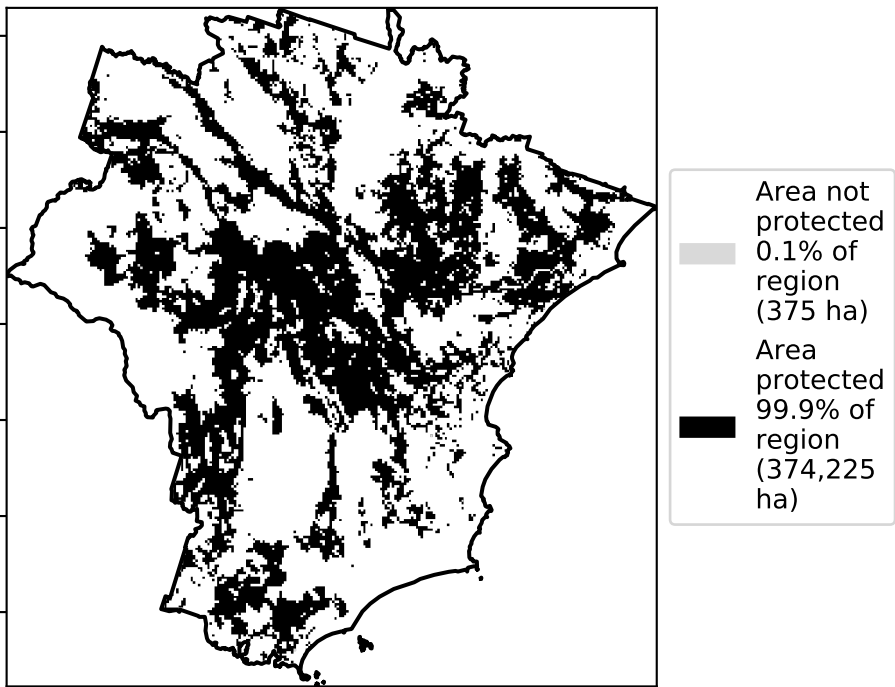 Area not
protected
0.1% of
region
(375 ha)
Area
protected
99.9% of
region
(374,225
ha)